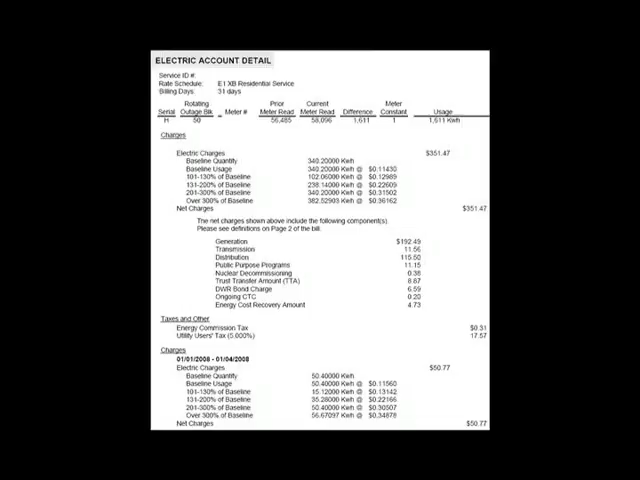 ELECTRIC ACCOUNT DETAIL
Service ID #:
Rate Schedule: E1 XB Residential Service
Billing Days: 31 days
Rotating Prior Current Meter
Serial Outage Blk Meter # Meter Read Meter Read Difference Constant Usage
H 50 56,485 58,096 1,611 1 1,611 Kwh
Charges
Electric Charges $351.47
Baseline Quantity 340.20000 Kwh
Baseline Usage 340.20000 Kwh @ $0.11430
101-130% of Baseline 102.06000 Kwh @ $0.12989
131-200% of Baseline 238.14000 Kwh @ $0.22609
201-300% of Baseline 340.20000 Kwh @ $0.31502
Over 300% of Baseline 382.52903 Kwh @ $0.36162
Net Charges $351.47
The net charges shown above include the following component(s).
Please see definitions on Page 2 of the bill.
Generation $192.49
Transmission 11.56
Distribution 115.50
Public Purpose Programs 11.15
Nuclear Decommissioning 0.38
Trust Transfer Amount (TTA) 8.87
DWR Bond Charge 6.59
Ongoing CTC 0.20
Energy Cost Recovery Amount 4.73
Taxes and Other
Energy Commission Tax $0.31
Utility Users' Tax (5.000%) 17.57
Charges
01/01/2008 - 01/04/2008
Electric Charges $50.77
Baseline Quantity 50.40000 Kwh
Baseline Usage 50.40000 Kwh @ $0.11560
101-130% of Baseline 15.12000 Kwh @ $0.13142
131-200% of Baseline 35.28000 Kwh @ $0.22166
201-300% of Baseline 50.40000 Kwh @ $0.30507
Over 300% of Baseline 56.67097 Kwh @ $0.34878
Net Charges $50.77